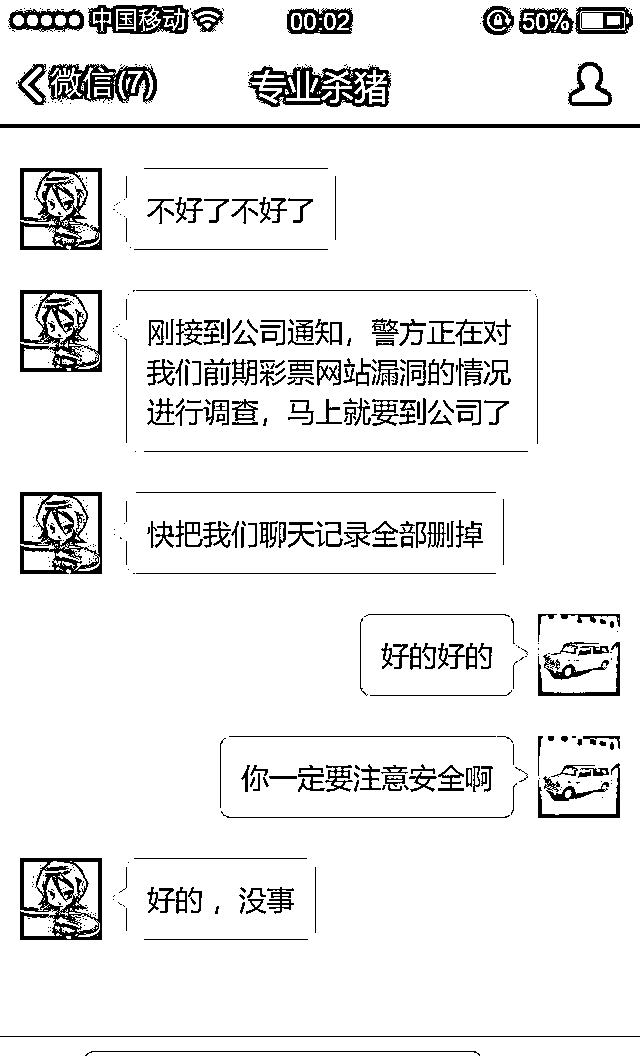 中国移动 00:02 50%
微信(7) 专业杀猪
不好了不好了
刚接到公司通知，警方正在对
我们前期彩票网站漏洞的情况
进行调查，马上就要到公司了
快把我们聊天记录全部删掉
好的好的
你一定要注意安全啊
好的，没事